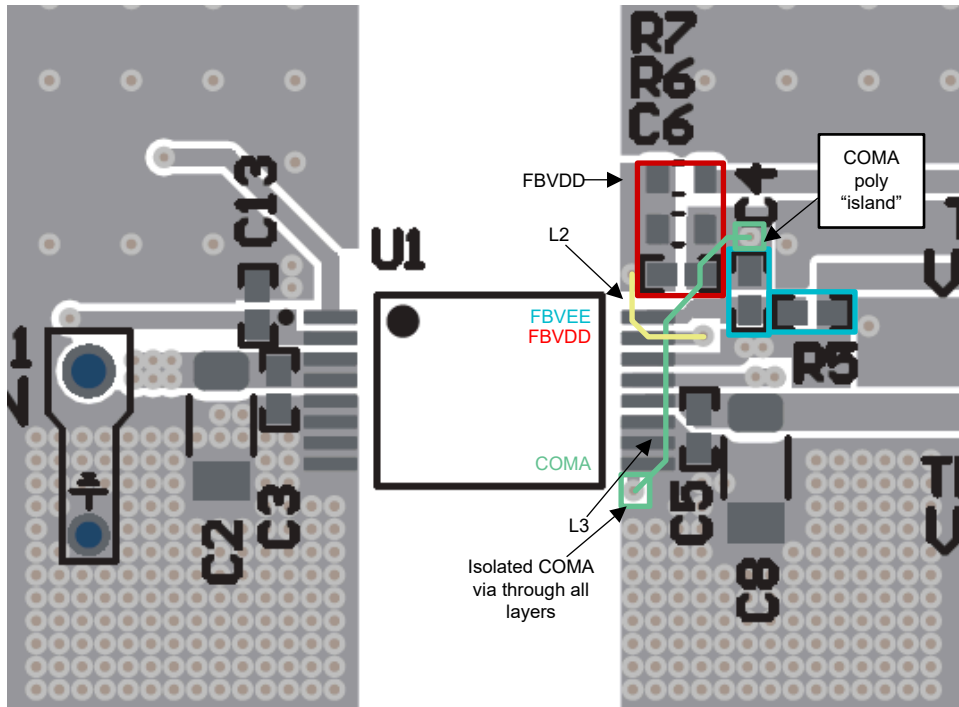 R7
R6
C6
FBVDD
COMA
poly
“island”
C4
C13
L2
U1
FBVEE
FBVDD
R5
COMA
L3
C5
C3
C2
C8
Isolated COMA
via through all
layers